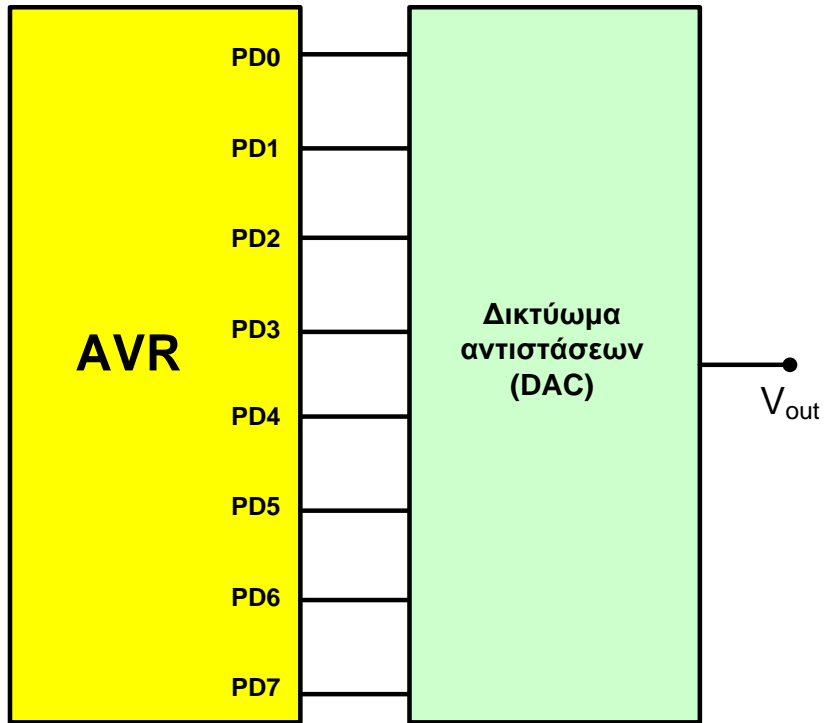 PD0
PD1
PD2
PD3
AVR
PD4
PD5
PD6
PD7
Δικτύωμα
αντιστάσεων
(DAC)
Vout